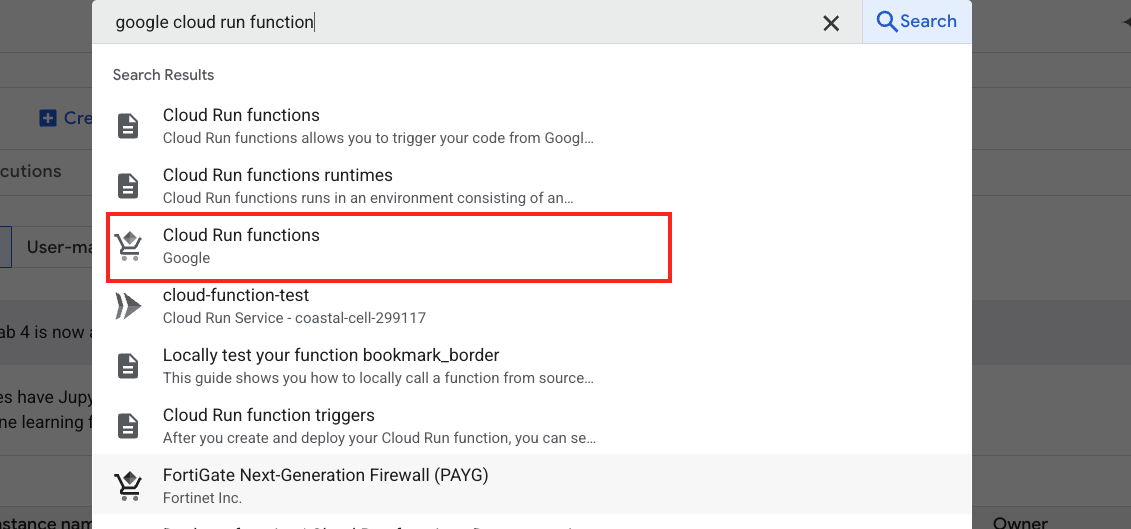 google cloud run function
Search
Search Results
Cre
cutions
User-ma
ab 4 is now a
es have Jupy
ne learning f
Cloud Run functions
Cloud Run functions allows you to trigger your code from Googl...
Cloud Run functions runtimes
Cloud Run functions runs in an environment consisting of an...
Cloud Run functions
Google
cloud-function-test
Cloud Run Service - coastal-cell-299117
Locally test your function bookmark_border
This guide shows you how to locally call a function from source...
Cloud Run function triggers
After you create and deploy your Cloud Run function, you can se...
FortiGate Next-Generation Firewall (PAYG)
Fortinet Inc.
nstance nam
Owner